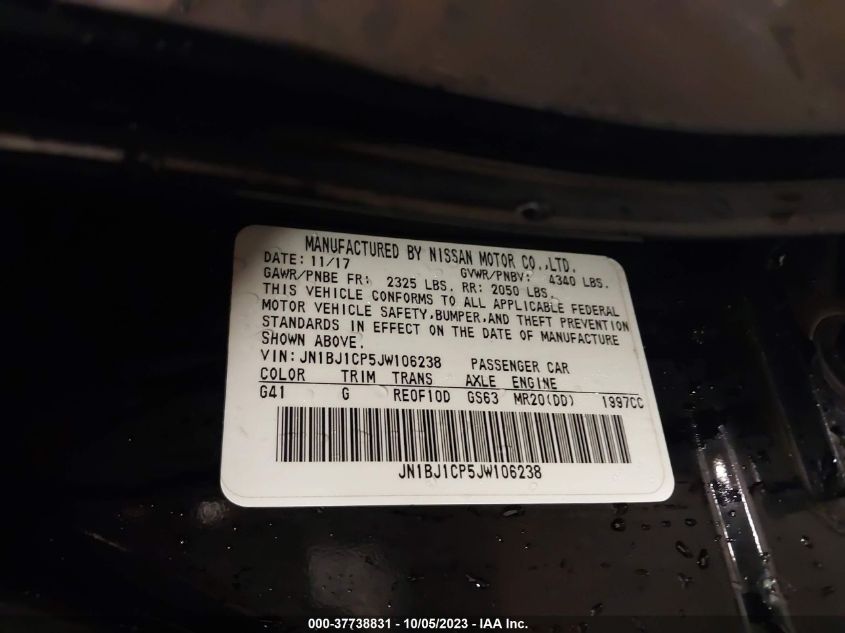 MANUFACTURED BY NISSAN MOTOR CO.,LTD.
DATE: 11/17 GVWR/PNBV: 4340 LBS.
GAWR/PNBE FR: 2325 LBS. RR: 2050 LBS.
THIS VEHICLE CONFORMS TO ALL APPLICABLE FEDERAL
MOTOR VEHICLE SAFETY,BUMPER,AND THEFT PREVENTION
STANDARDS IN EFFECT ON THE DATE OF MANUFACTURE
SHOWN ABOVE.
VIN:JN1BJ1CP5JW106238 PASSENGER CAR
COLOR TRIM TRANS AXLE ENGINE
G41 G RE0F10D GS63 MR20(DD) 1997CC
JN1BJ1CP5JW106238
000-37738831 - 10/05/2023 - IAA Inc.